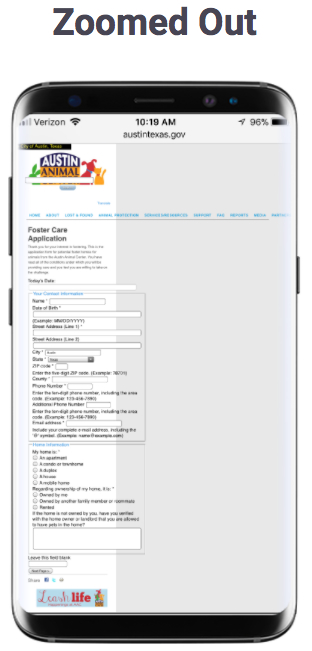 Zoomed Out
Verizon 10:19 AM 96%
austintexas.gov
of Austin, Texas
AUSTIN
ANIMAL
Translate
HOME ABOUT LOST & FOUND ANIMAL PROTECTION SERVICES AND LICENSES SUPPORT FAQ REPORTS MEDIA
Foster Care
Application
Thank you for your interest in fostering. This is the
application form for potential foster homes for
animals from the Austin Animal Center. You have
read all of the conditions under which you will be
providing care and you feel you are willing to take on
the challenge.
Today's Date
Your Contact Information
Name *
Date of Birth *
(Example: MM/DD/YYYY)
Street Address (Line 1) *
Street Address (Line 2)
City * Austin
State * Texas
ZIP code *
Enter the five digit ZIP code. (Example: 78701)
County *
Phone Number *
Enter the ten-digit phone number, including the area
code. (Example: 123-456-7890)
Additional Phone Number
Enter the ten-digit phone number, including the area
code. (Example: 123-456-7890)
Email address *
Include your complete e-mail address, including the
"@" symbol. (Example: name@example.com)
Home Information
My home is: *
An apartment
A condo or townhome
A duplex
A house
A mobile home
Regarding ownership of my home, it is: *
Owned by me
Owned by another family member or roommate
Rented
If the home is not owned by you, have you verified
with the home owner or landlord that you are allowed
to have pets in the home?
Leave this field blank
Next Page >
Share
Leash life